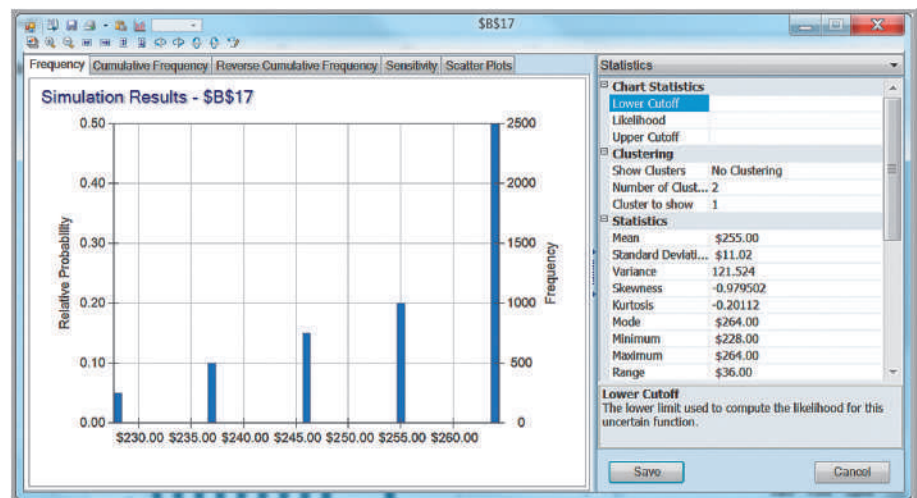 $B$17
Frequency Cumulative Frequency Reverse Cumulative Frequency Sensitivity Scatter Plots
Simulation Results - $B$17
0.50
0.40
0.30
0.20
0.10
0.00
Relative Probability
2500
2000
1500
1000
500
0
Frequency
$230.00 $235.00 $240.00 $245.00 $250.00 $255.00 $260.00
Statistics
Chart Statistics
Lower Cutoff
Likelihood
Upper Cutoff
Clustering
Show Clusters No Clustering
Number of Clust... 2
Cluster to show 1
Statistics
Mean $255.00
Standard Deviati... $11.02
Variance 121.524
Skewness -0.979502
Kurtosis -0.20112
Mode $264.00
Minimum $228.00
Maximum $264.00
Range $36.00
Lower Cutoff
The lower limit used to compute the likelihood for this
uncertain function.
Save Cancel